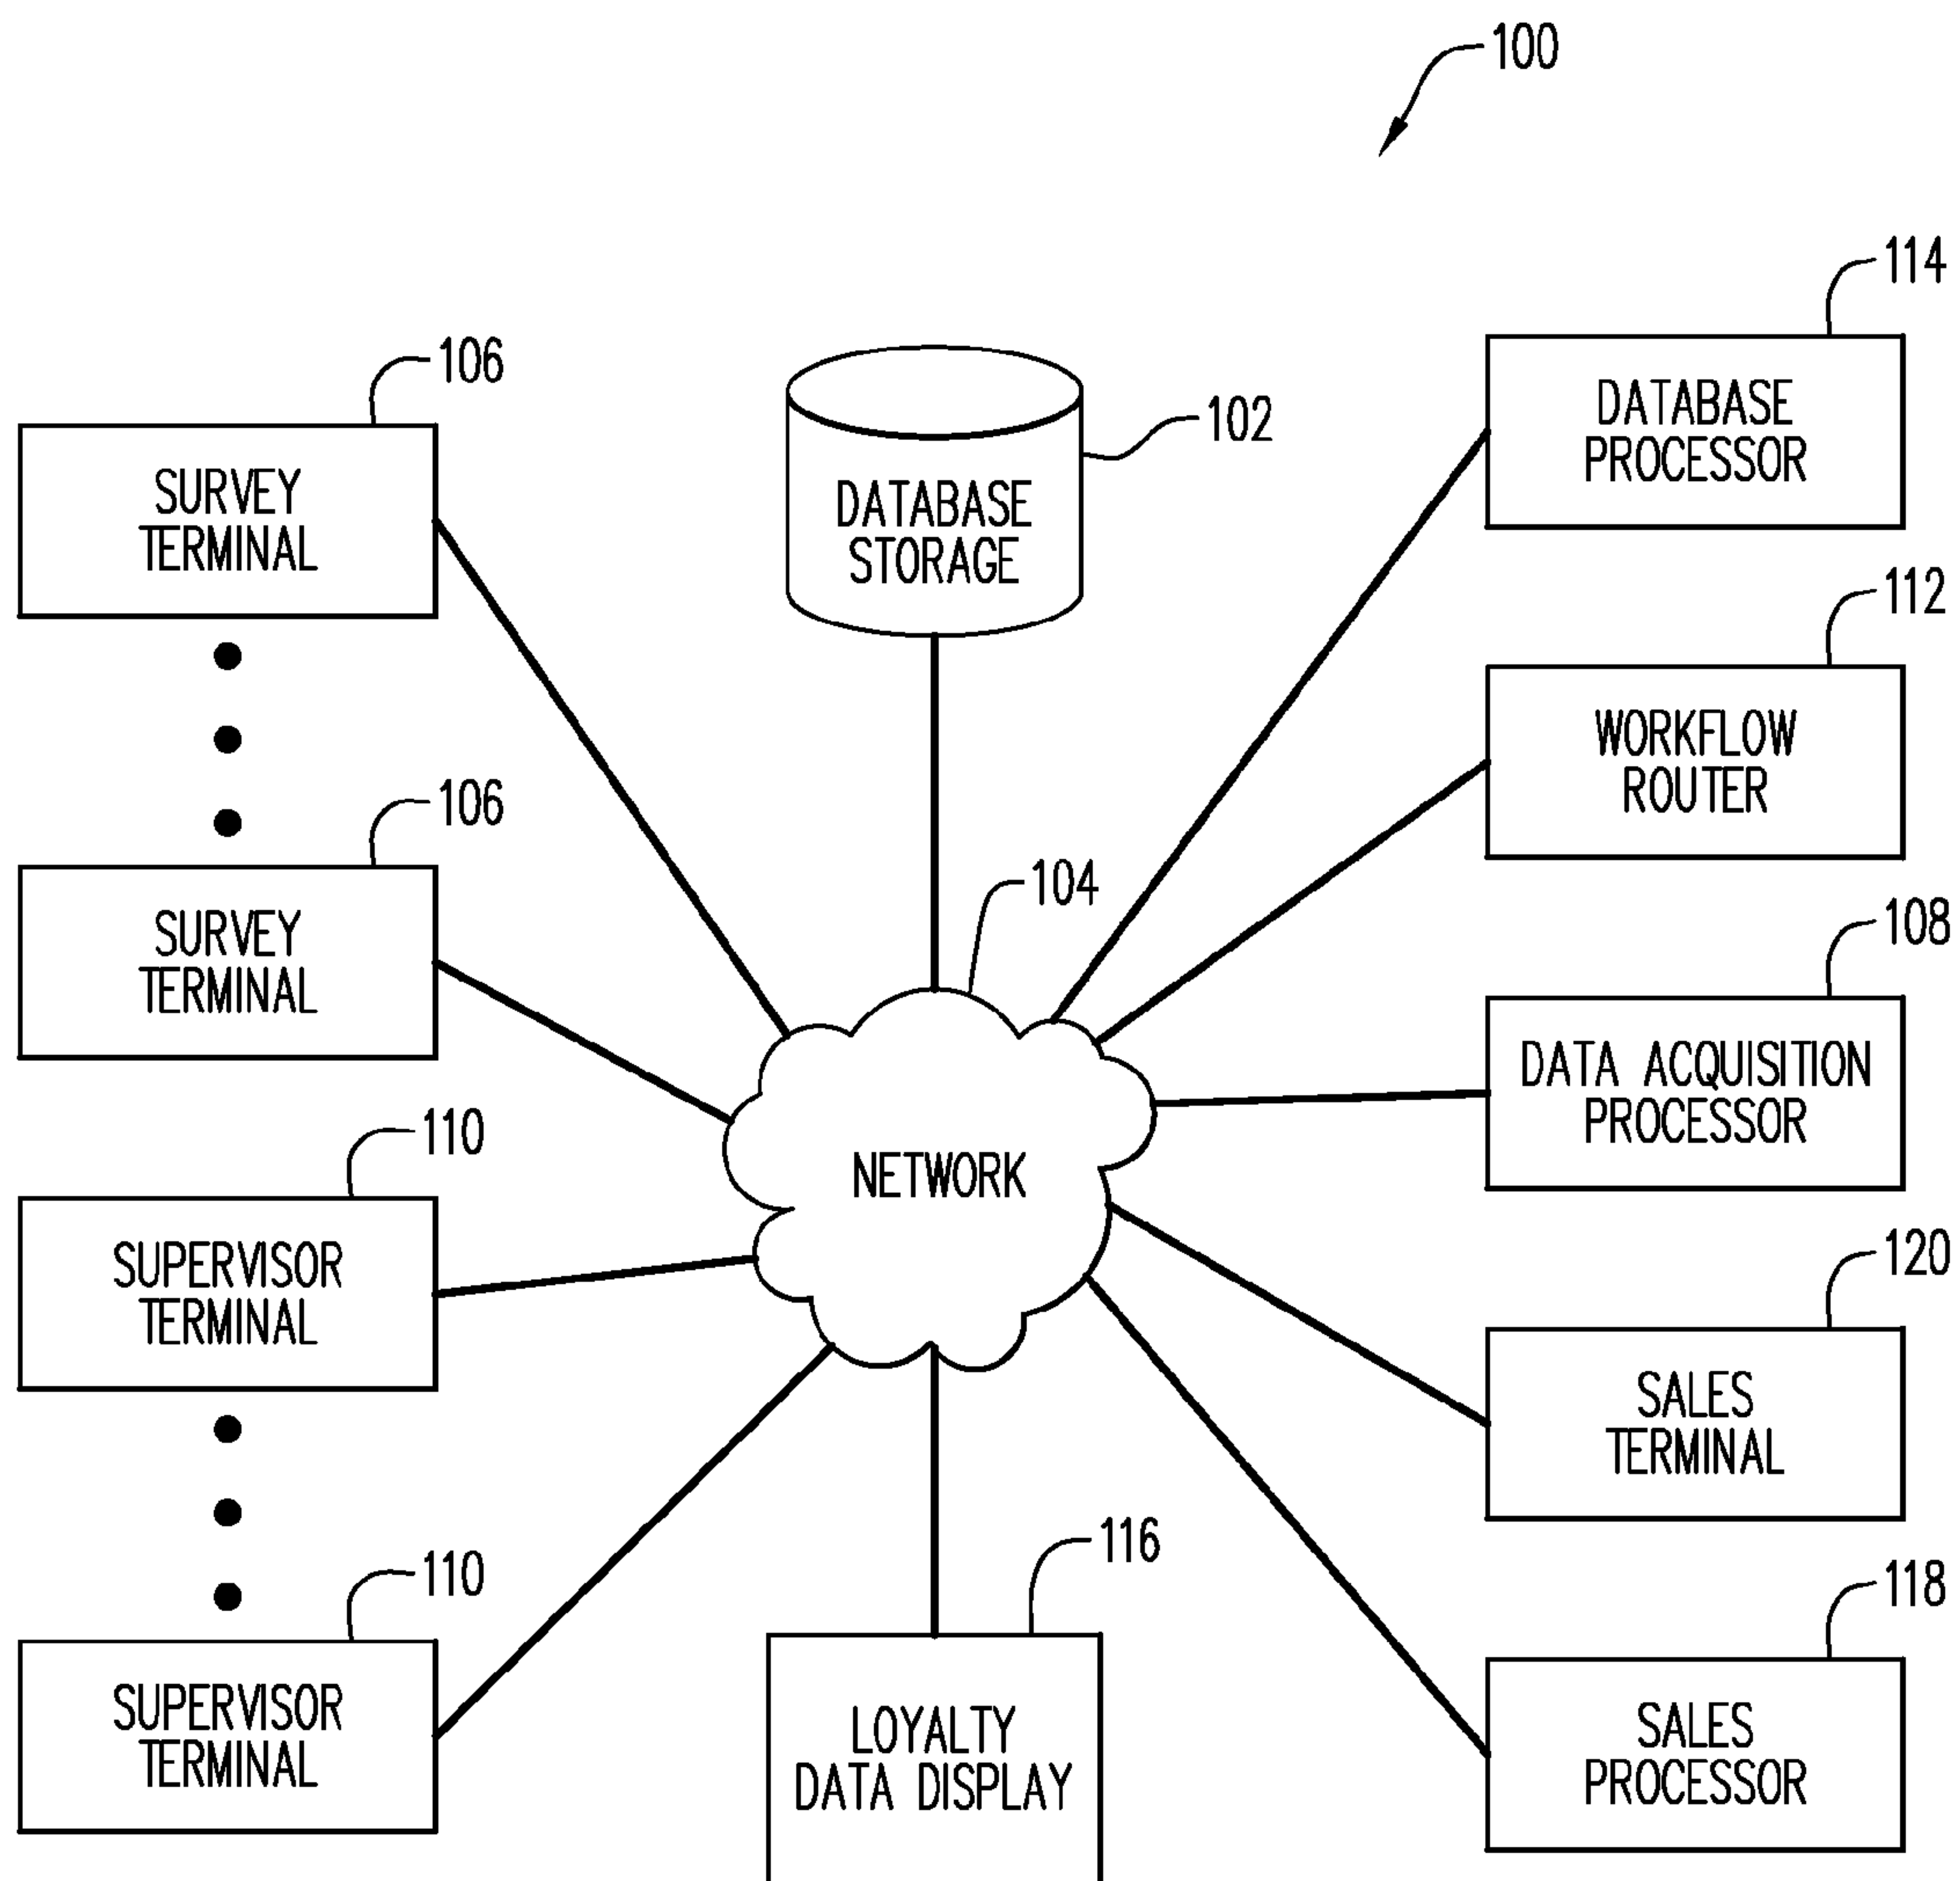 100
114
106
102
DATABASE
PROCESSOR
SURVEY
TERMINAL
DATABASE
STORAGE
112
WORKFLOW
ROUTER
106
104
SURVEY
TERMINAL
108
DATA ACQUISITION
PROCESSOR
110
NETWORK
SUPERVISOR
TERMINAL
120
SALES
TERMINAL
110
116
118
SUPERVISOR
TERMINAL
LOYALTY
DATA DISPLAY
SALES
PROCESSOR